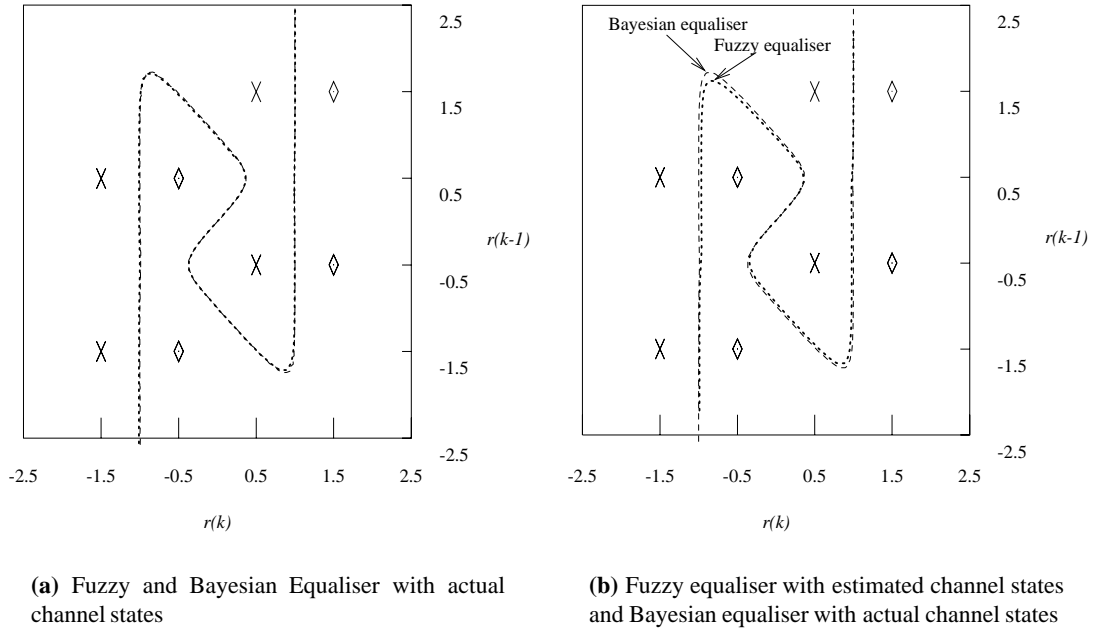 2.5
1.5
0.5
r(k-1)
-0.5
-1.5
-2.5
-2.5 -1.5 -0.5 0.5 1.5 2.5
r(k)
(a) Fuzzy and Bayesian Equaliser with actual
channel states
Bayesian equaliser
Fuzzy equaliser
2.5
1.5
0.5
r(k-1)
-0.5
-1.5
-2.5
-2.5 -1.5 -0.5 0.5 1.5 2.5
r(k)
(b) Fuzzy equaliser with estimated channel states
and Bayesian equaliser with actual channel states